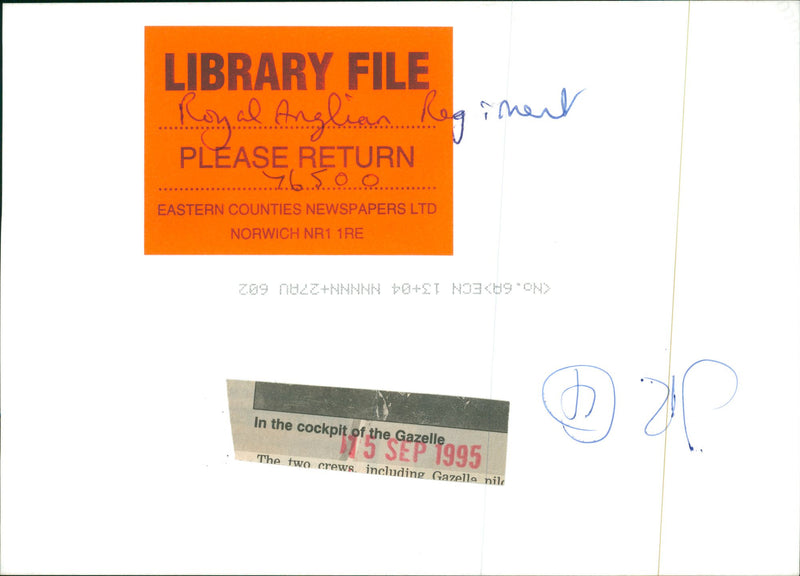 LIBRARY FILE
Royal Anglian Regiment
PLEASE RETURN
76500
EASTERN COUNTIES NEWSPAPERS LTD
NORWICH NR1 1RE
<No.6A>ECN 13+04 NNNNN+27AU 602
In the cockpit of the Gazelle
15 SEP 1995
The two crews, including Gazelle